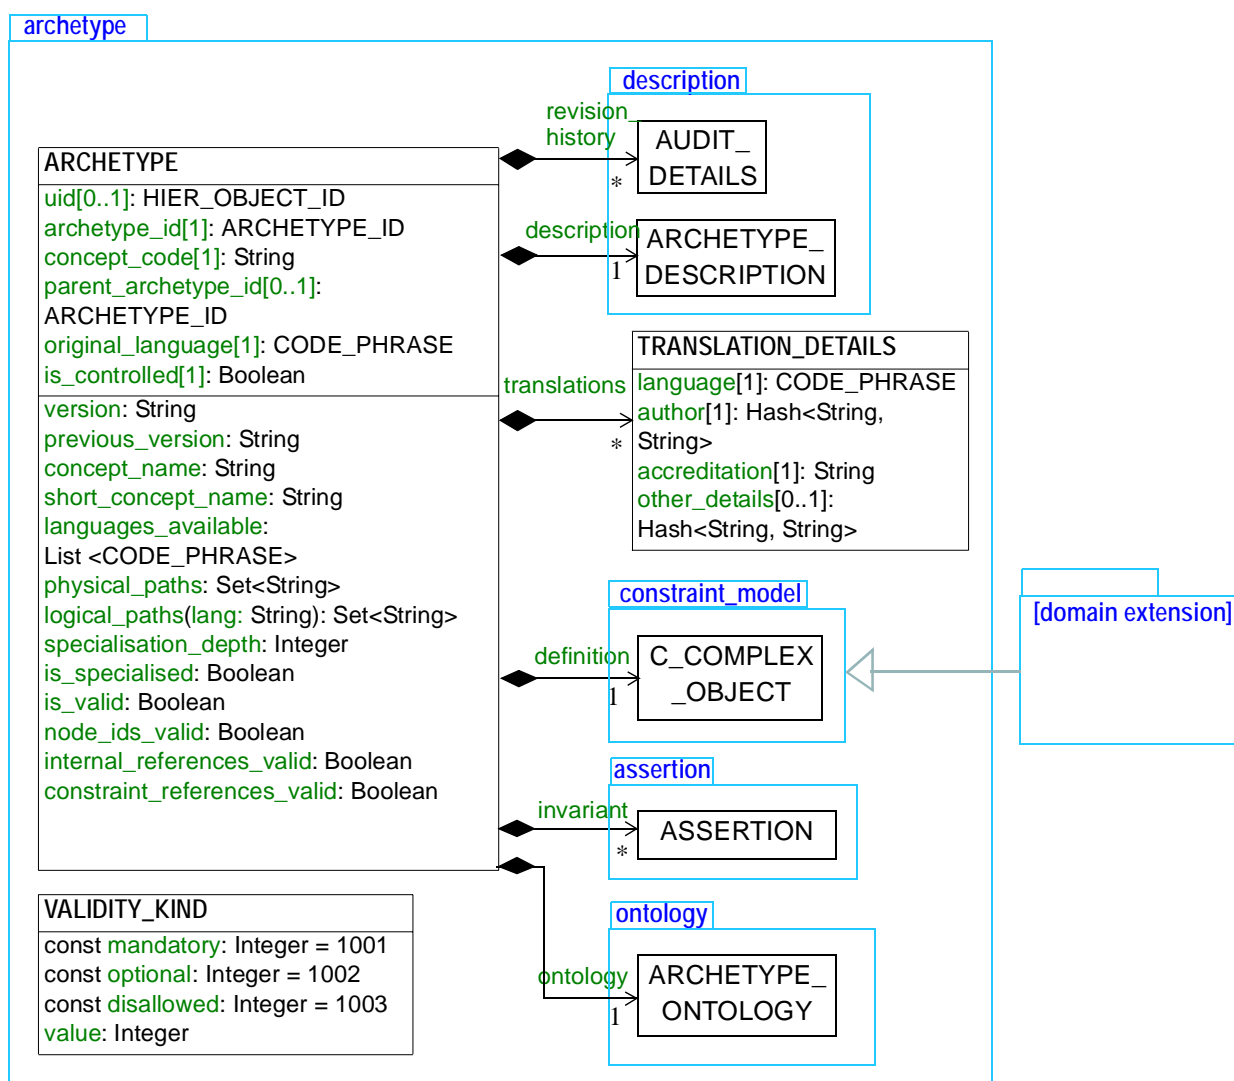 archetype
description
revision_
history
AUDIT_
DETAILS
*
description
ARCHETYPE_
DESCRIPTION
1
ARCHETYPE
uid[0..1]: HIER_OBJECT_ID
archetype_id[1]: ARCHETYPE_ID
concept_code[1]: String
parent_archetype_id[0..1]:
ARCHETYPE_ID
original_language[1]: CODE_PHRASE
is_controlled[1]: Boolean
version: String
previous_version: String
concept_name: String
short_concept_name: String
languages_available:
List <CODE_PHRASE>
physical_paths: Set<String>
logical_paths(lang: String): Set<String>
specialisation_depth: Integer
is_specialised: Boolean
is_valid: Boolean
node_ids_valid: Boolean
internal_references_valid: Boolean
constraint_references_valid: Boolean
translations
*
TRANSLATION_DETAILS
language[1]: CODE_PHRASE
author[1]: Hash<String,
String>
accreditation[1]: String
other_details[0..1]:
Hash<String, String>
constraint_model
definition
1
C_COMPLEX
_OBJECT
[domain extension]
assertion
invariant
*
ASSERTION
ontology
ontology
1
ARCHETYPE_
ONTOLOGY
VALIDITY_KIND
const mandatory: Integer = 1001
const optional: Integer = 1002
const disallowed: Integer = 1003
value: Integer